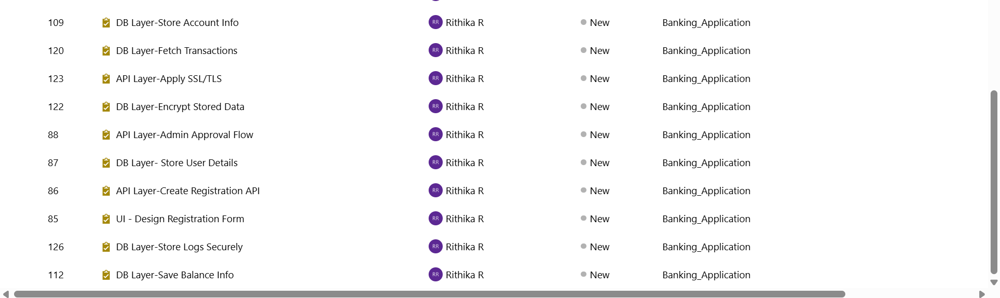 109 DB Layer-Store Account Info RR Rithika R New Banking_Application
120 DB Layer-Fetch Transactions RR Rithika R New Banking_Application
123 API Layer-Apply SSL/TLS RR Rithika R New Banking_Application
122 DB Layer-Encrypt Stored Data RR Rithika R New Banking_Application
88 API Layer-Admin Approval Flow RR Rithika R New Banking_Application
87 DB Layer- Store User Details RR Rithika R New Banking_Application
86 API Layer-Create Registration API RR Rithika R New Banking_Application
85 UI - Design Registration Form RR Rithika R New Banking_Application
126 DB Layer-Store Logs Securely RR Rithika R New Banking_Application
112 DB Layer-Save Balance Info RR Rithika R New Banking_Application